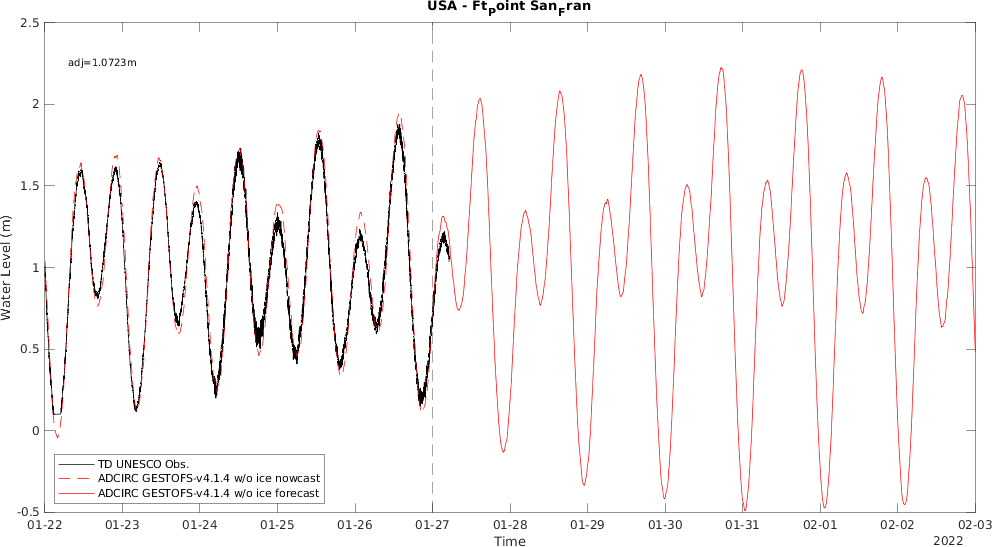 USA - FtPoint SanFran
adj=1.0723m
2.5
2
1.5
1
0.5
0
-0.5
Water Level (m)
TD UNESCO Obs.
ADCIRC GESTOFS-v4.1.4 w/o ice nowcast
ADCIRC GESTOFS-v4.1.4 w/o ice forecast
01-22 01-23 01-24 01-25 01-26 01-27 01-28 01-29 01-30 01-31 02-01 02-02 02-03
Time
2022